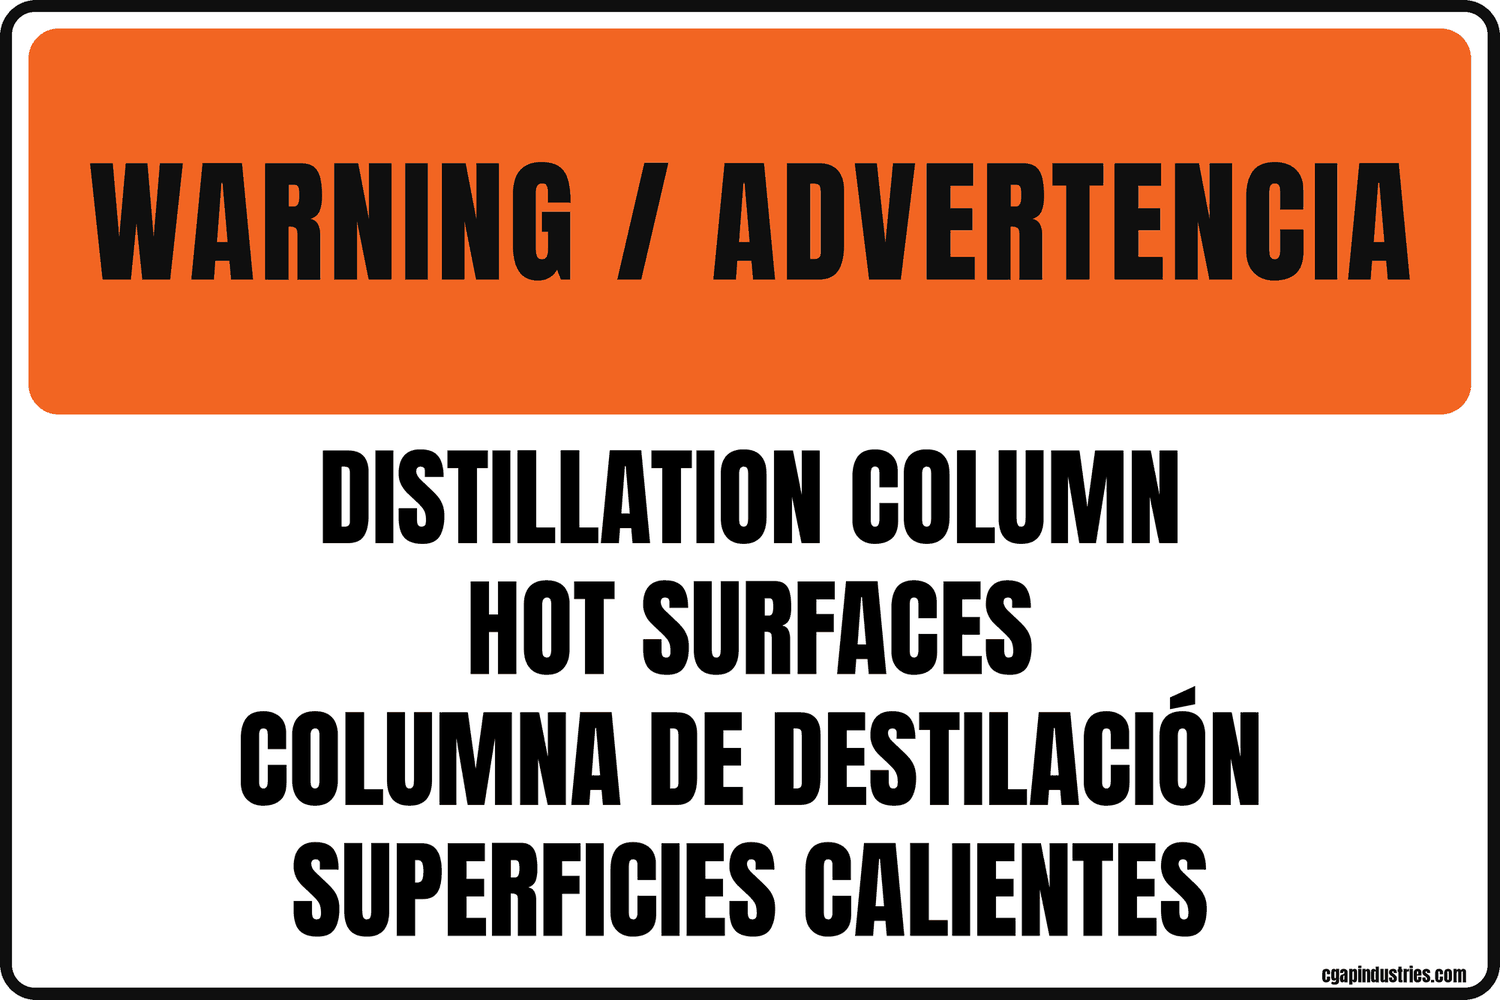 WARNING / ADVERTENCIA
DISTILLATION COLUMN
HOT SURFACES
COLUMNA DE DESTILACIÓN
SUPERFICIES CALIENTES
cgapindustries.com